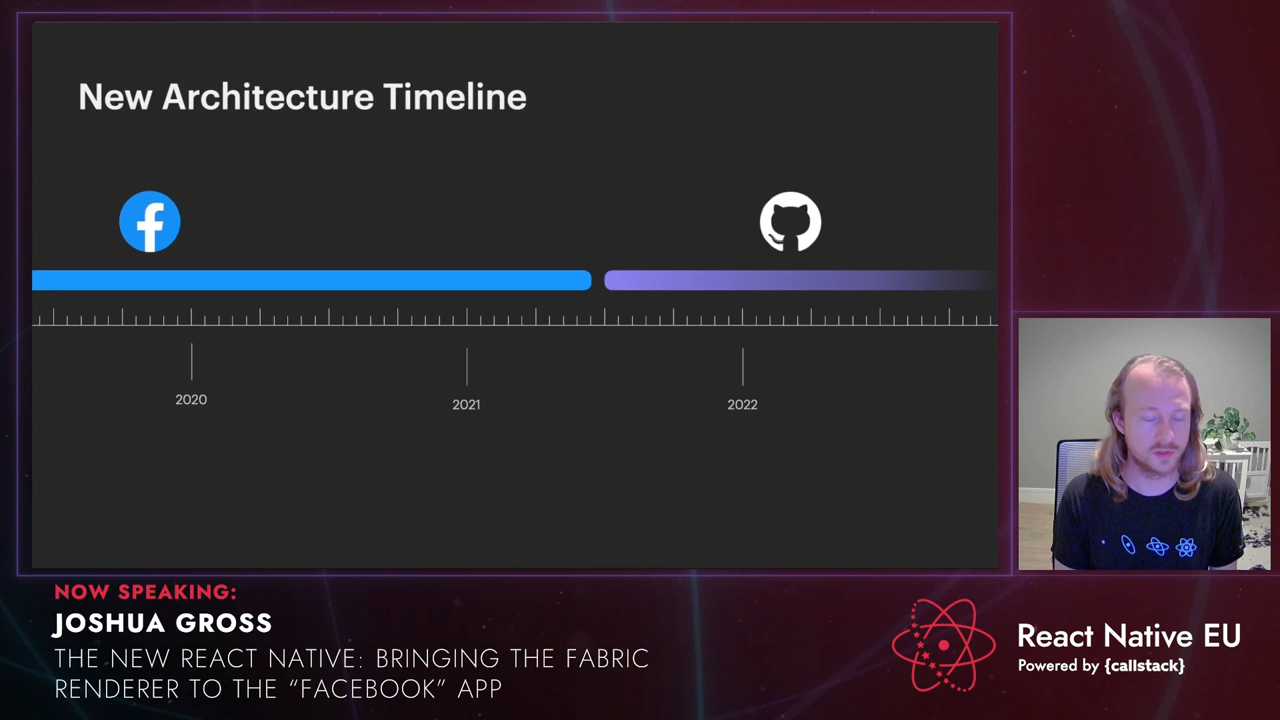 New Architecture Timeline
2020
2021
2022
NOW SPEAKING:
JOSHUA GROSS
THE NEW REACT NATIVE: BRINGING THE FABRIC
RENDERER TO THE “FACEBOOK” APP
React Native EU
Powered by {callstack}